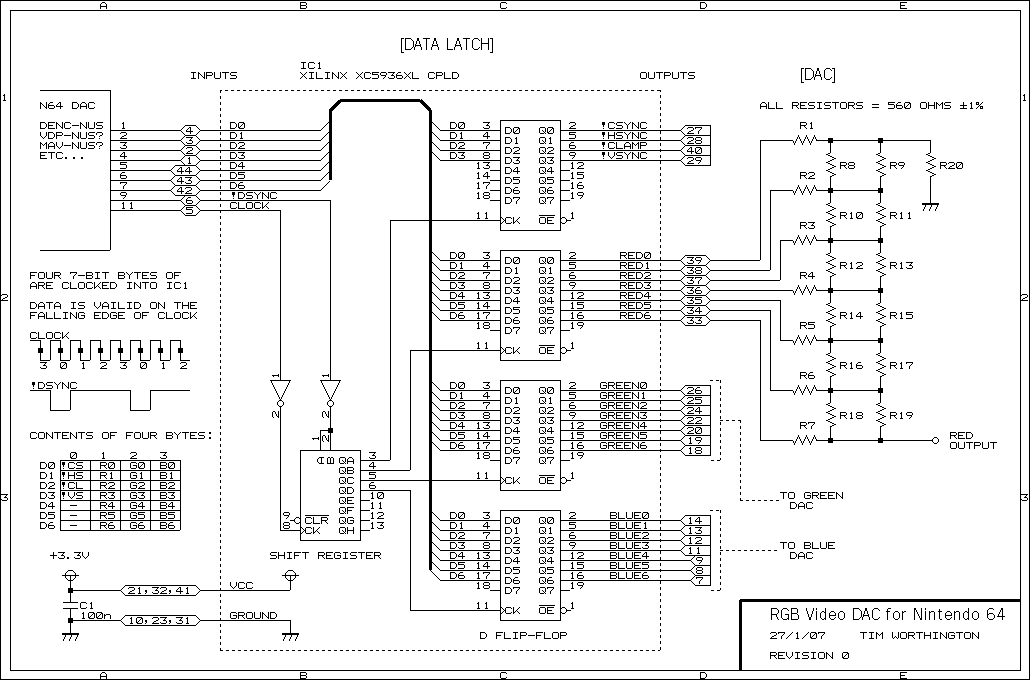 A B C D E
[DATA LATCH]
IC1
XILINX XC5936XL CPLD
INPUTS
OUTPUTS
[DAC]
ALL RESISTORS = 560 OHMS ±1%
1
1
N64 DAC
DENC-NUS
VDP-NUS?
MAV-NUS?
ETC...
1 4 D0
2 3 D1
3 2 D2
4 1 D3
5 44 D4
6 43 D5
7 42 D6
9 6 !DSYNC
11 5 CLOCK
D0 3 D0 Q0 2 !CSYNC 27
D1 4 D1 Q1 5 !HSYNC 28
D2 7 D2 Q2 6 !CLAMP 40
D3 8 D3 Q3 9 !VSYNC 29
13 D4 Q4 12
14 D5 Q5 15
17 D6 Q6 16
18 D7 Q7 19
11 CK OE 1
D0 3 D0 Q0 2 RED0 39
D1 4 D1 Q1 5 RED1 38
D2 7 D2 Q2 6 RED2 37
D3 8 D3 Q3 9 RED3 36
D4 13 D4 Q4 12 RED4 35
D5 14 D5 Q5 15 RED5 34
D6 17 D6 Q6 16 RED6 33
18 D7 Q7 19
11 CK OE 1
D0 3 D0 Q0 2 GREEN0 26
D1 4 D1 Q1 5 GREEN1 25
D2 7 D2 Q2 6 GREEN2 24
D3 8 D3 Q3 9 GREEN3 22
D4 13 D4 Q4 12 GREEN4 20
D5 14 D5 Q5 15 GREEN5 19
D6 17 D6 Q6 16 GREEN6 18
18 D7 Q7 19
11 CK OE 1
D0 3 D0 Q0 2 BLUE0 14
D1 4 D1 Q1 5 BLUE1 13
D2 7 D2 Q2 6 BLUE2 12
D3 8 D3 Q3 9 BLUE3 11
D4 13 D4 Q4 12 BLUE4 9
D5 14 D5 Q5 15 BLUE5 8
D6 17 D6 Q6 16 BLUE6 7
18 D7 Q7 19
11 CK OE 1
D FLIP-FLOP
R1
R8 R9 R20
R2
R10 R11
R3
R12 R13
R4
R14 R15
R5
R16 R17
R6
R18 R19
R7
RED
OUTPUT
TO GREEN
DAC
TO BLUE
DAC
2
2
FOUR 7-BIT BYTES OF
ARE CLOCKED INTO IC1
DATA IS VAILID ON THE
FALLING EDGE OF CLOCK
CLOCK
3 0 1 2 3 0 1 2
!DSYNC
CONTENTS OF FOUR BYTES:
0 1 2 3
D0 !CS R0 G0 B0
D1 !HS R1 G1 B1
D2 !CL R2 G2 B2
D3 !VS R3 G3 B3
D4 - R4 G4 B4
D5 - R5 G5 B5
D6 - R6 G6 B6
3
3
1 1
2 2
1 2
A B QA 3
QB 4
QC 5
QD 6
QE 10
QF 11
9 CLR QG 12
8 CK QH 13
SHIFT REGISTER
+3.3V
21,32,41 VCC
C1
100n
10,23,31 GROUND
RGB Video DAC for Nintendo 64
27/1/07 TIM WORTHINGTON
REVISION 0
A B C D E